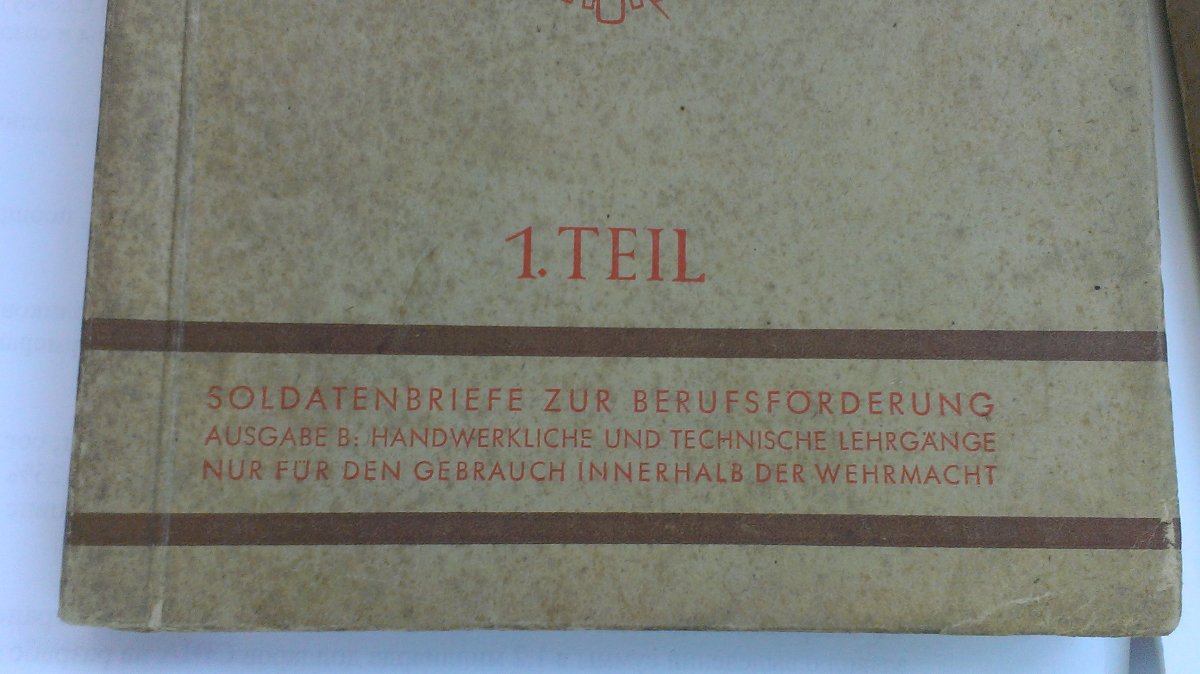 1. TEIL
SOLDATENBRIEFE ZUR BERUFSFÖRDERUNG
AUSGABE B: HANDWERKLICHE UND TECHNISCHE LEHRGÄNGE
NUR FÜR DEN GEBRAUCH INNERHALB DER WEHRMACHT